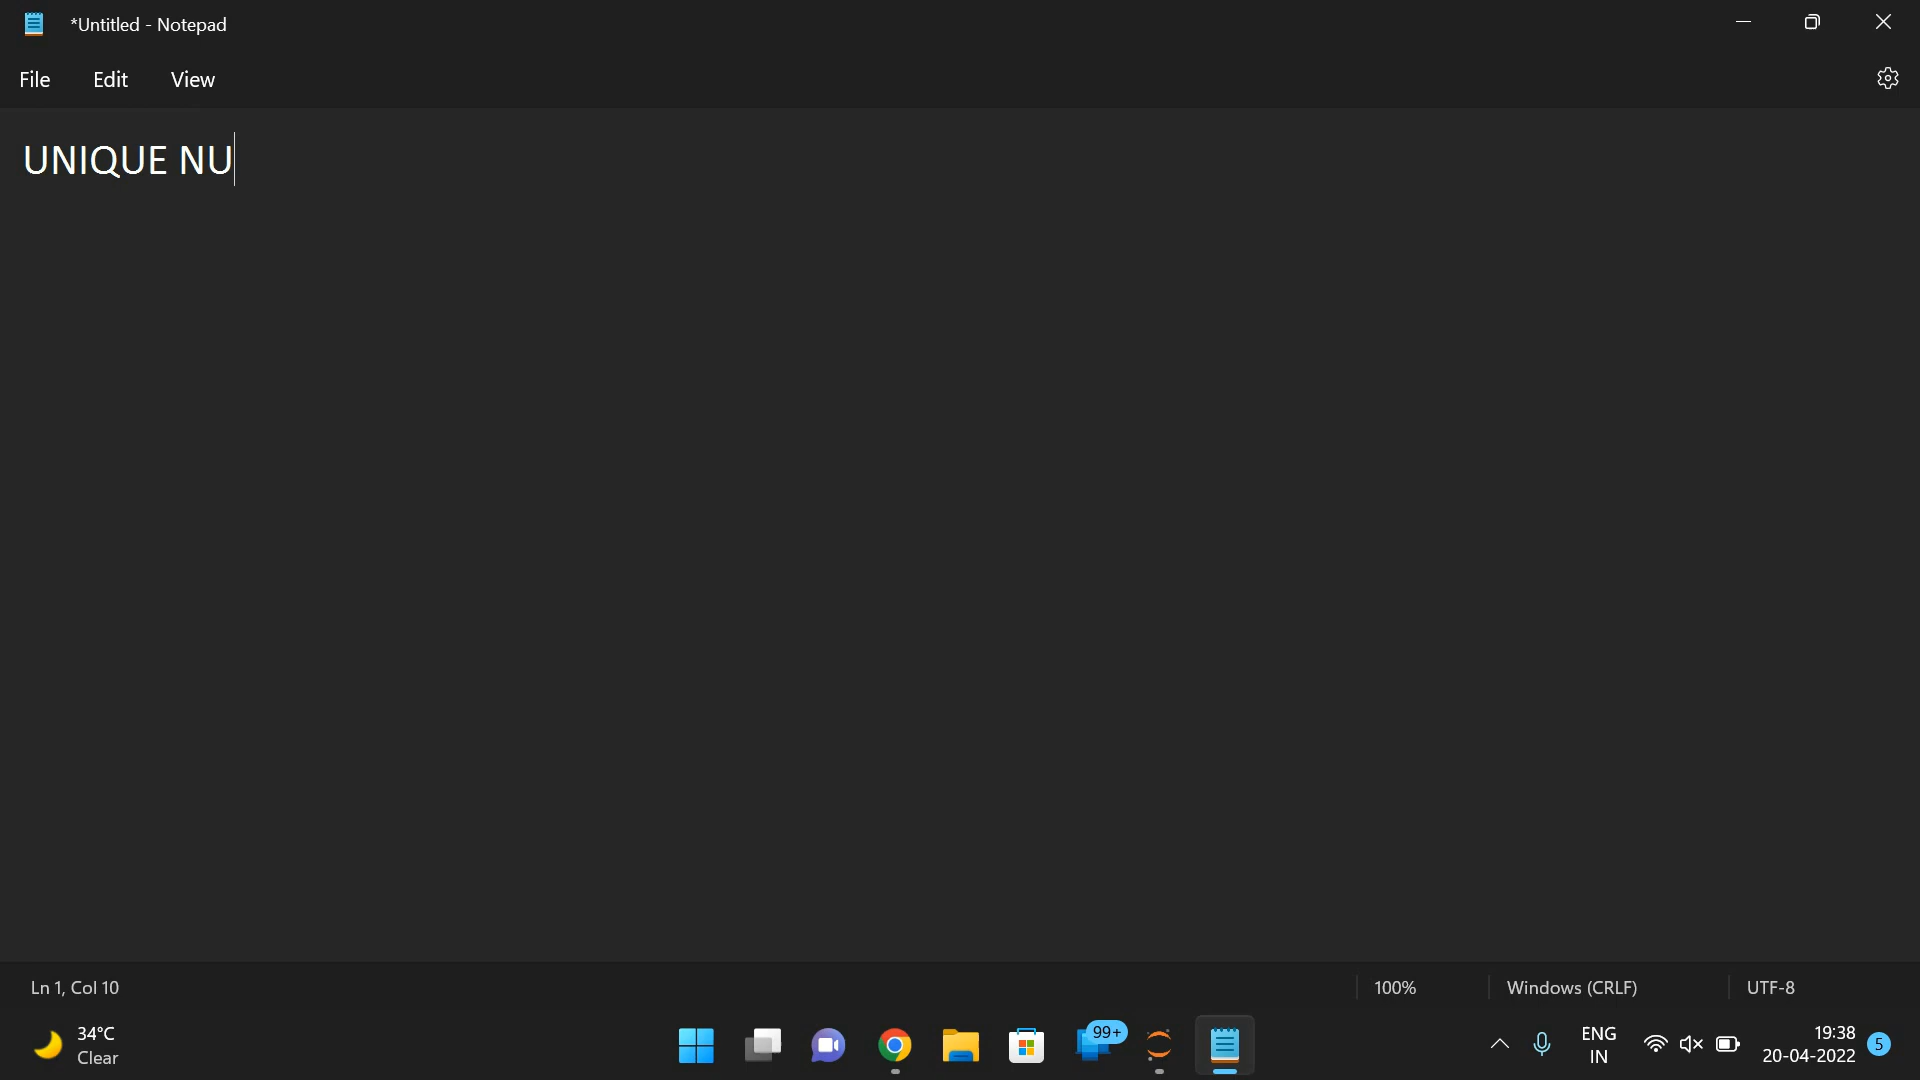 *Untitled - Notepad
File Edit View
UNIQUE NU
Ln 1, Col 10 100% Windows (CRLF) UTF-8
34°C
Clear
99+
ENG
IN
19:38
20-04-2022
5